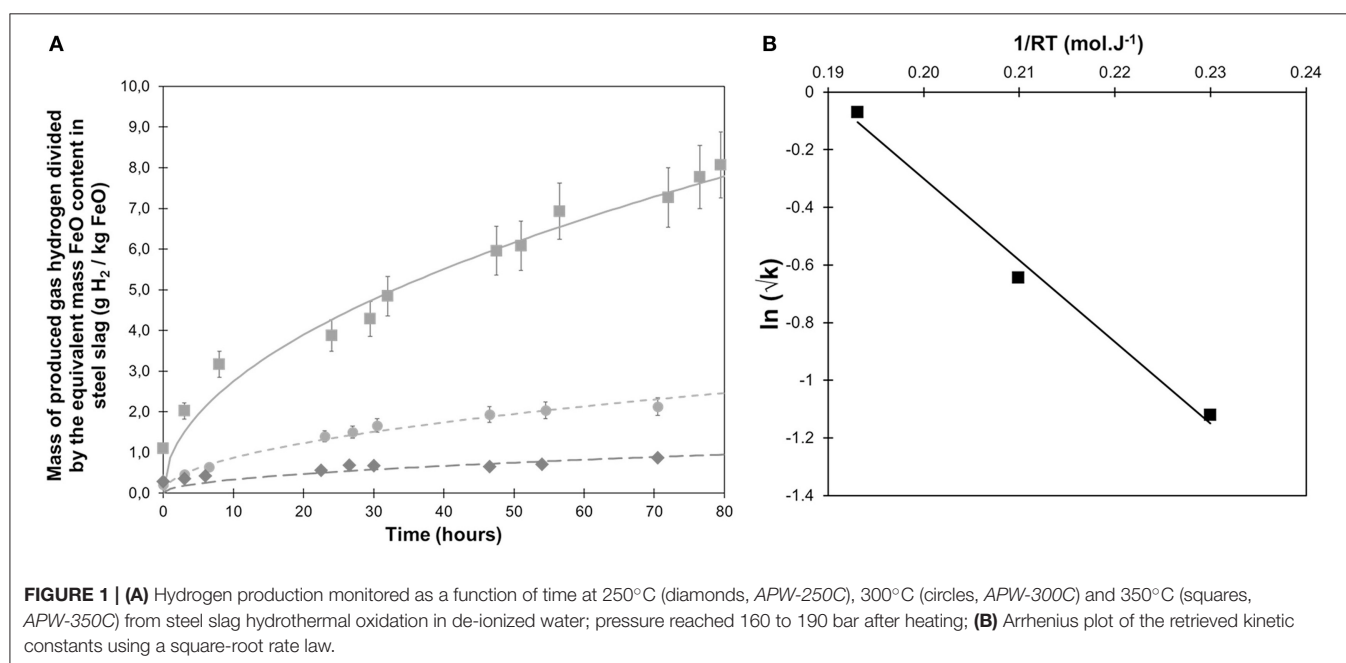 A
Mass of produced gas hydrogen divided
by the equivalent mass FeO content in
steel slag (g H₂ / kg FeO)
10,0
9,0
8,0
7,0
6,0
5,0
4,0
3,0
2,0
1,0
0,0
0 10 20 30 40 50 60 70 80
Time (hours)
B
1/RT (mol.J⁻¹)
0.19 0.20 0.21 0.22 0.23 0.24
ln (√k)
0
-0.2
-0.4
-0.6
-0.8
-1
-1.2
-1.4
FIGURE 1 | (A) Hydrogen production monitored as a function of time at 250°C (diamonds, APW-250C), 300°C (circles, APW-300C) and 350°C (squares,
APW-350C) from steel slag hydrothermal oxidation in de-ionized water; pressure reached 160 to 190 bar after heating; (B) Arrhenius plot of the retrieved kinetic
constants using a square-root rate law.